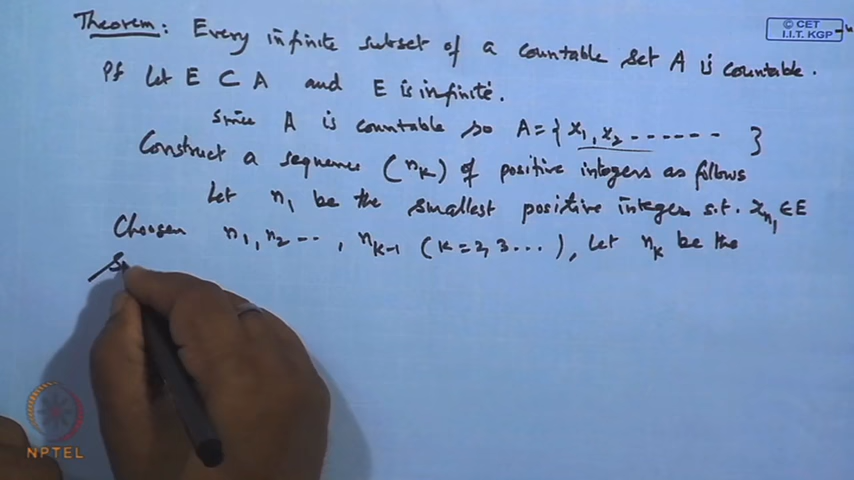 Theorem: Every infinite subset of a countable set A is countable.
© CET
I.I.T. KGP
Pf Let E ⊂ A and E is infinite.
Since A is countable so A = {x₁, x₂ ------ }
Construct a sequence (nₖ) of positive integers as follows
Let n₁ be the smallest positive integer s.t. xₙ₁ ∈ E
Choosen n₁, n₂ --, nₖ₋₁ (k=2,3...), Let nₖ be the
S
NPTEL